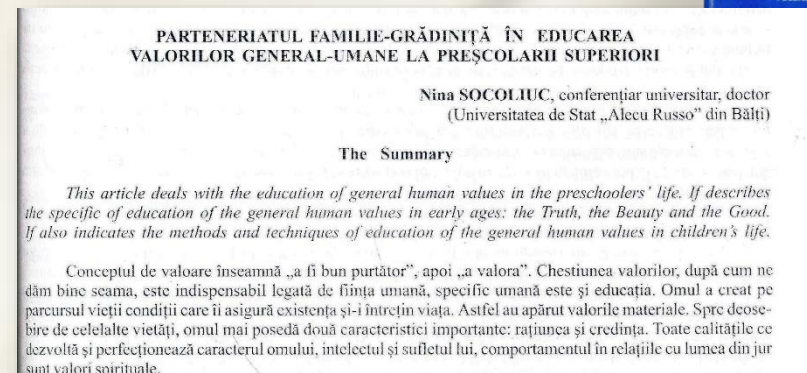 PARTENERIATUL FAMILIE-GRĂDINIȚĂ ÎN EDUCAREA
VALORILOR GENERAL-UMANE LA PREȘCOLARII SUPERIORI
Nina SOCOLIUC, conferențiar universitar, doctor
(Universitatea de Stat „Alecu Russo” din Bălți)
The Summary
This article deals with the education of general human values in the preschoolers’ life. If describes
the specific of education of the general human values in early ages: the Truth, the Beauty and the Good.
If also indicates the methods and techniques of education of the general human values in children’s life.
Conceptul de valoare înseamnă „a fi bun purtător”, apoi „a valora”. Chestiunea valorilor, după cum ne
dăm bine seama, este indispensabil legată de ființa umană, specific umană este și educația. Omul a creat pe
parcursul vieții condiții care îi asigură existența și-i întrețin viața. Astfel au apărut valorile materiale. Spre deose-
bire de celelalte vietăți, omul mai posedă două caracteristici importante: rațiunea și credința. Toate calitățile ce
dezvoltă și perfecționează caracterul omului, intelectul și sufletul lui, comportamentul în relațiile cu lumea din jur
sunt valori spirituale.